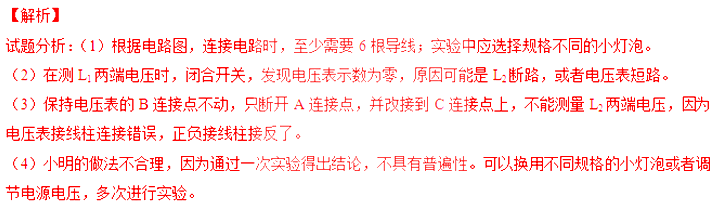 【解析】
试题分析：（1）根据电路图，连接电路时，至少需要 6 根导线；实验中应选择规格不同的小灯泡。
（2）在测 L₁两端电压时，闭合开关，发现电压表示数为零，原因可能是 L₂断路，或者电压表短路。
（3）保持电压表的 B 连接点不动，只断开 A 连接点，并改接到 C 连接点上，不能测量 L₂ 两端电压，因为
电压表接线柱连接错误，正负接线柱接反了。
（4）小明的做法不合理，因为通过一次实验得出结论，不具有普遍性。可以换用不同规格的小灯泡或者调
节电源电压，多次进行实验。